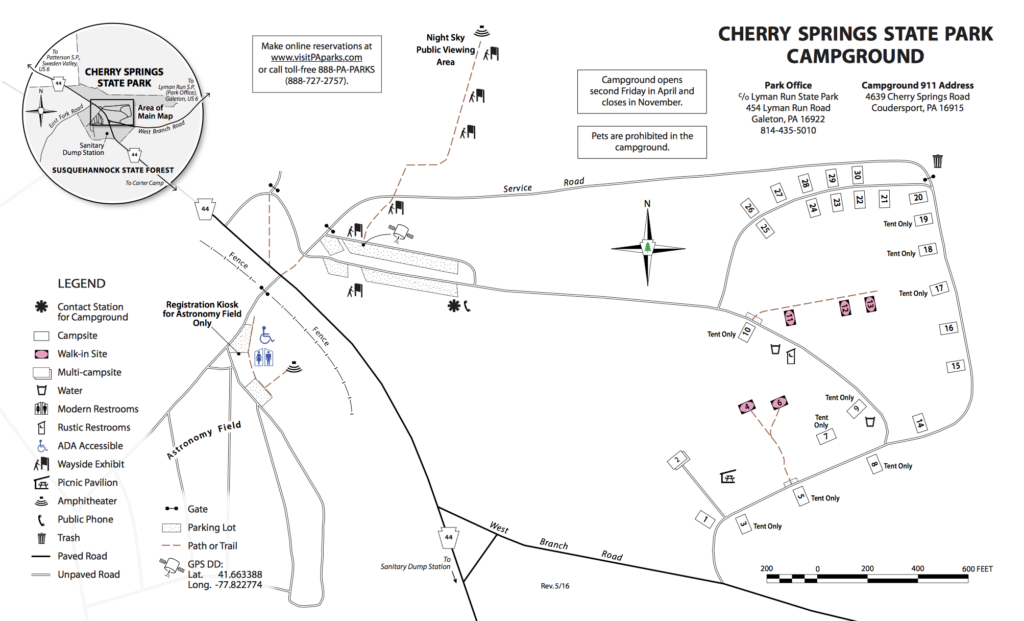 CHERRY SPRINGS STATE PARK
CAMPGROUND
Park Office
c/o Lyman Run State Park
454 Lyman Run Road
Galeton, PA 16922
814-435-5010
Campground 911 Address
4639 Cherry Springs Road
Coudersport, PA 16915
Make online reservations at
www.visitPAparks.com
or call toll-free 888-PA-PARKS
(888-727-2757).
Night Sky
Public Viewing
Area
Campground opens
second Friday in April and
closes in November.
Pets are prohibited in the
campground.
To
Patterson S.P.,
Sweden Valley,
US 6
44
CHERRY SPRINGS
STATE PARK
To
Lyman Run S.P.
(Park Office),
Galeton, US 6
N
Area of
Main Map
East Fork Road
West Branch Road
Sanitary
Dump Station
44
SUSQUEHANNOCK STATE FOREST
To Carter Camp
44
Service Road
Fence
Fence
Registration Kiosk
for Astronomy Field
Only
Astronomy Field
N
30
29
28
27
26
25
24
23
22
21
20
Tent Only 19
Tent Only 18
Tent Only 17
16
15
14
13
12
11
Tent Only 10
Tent Only
9
Tent
Only
7
8
Tent Only
4
6
2
5
Tent Only
1
3
Tent Only
44
West Branch Road
To
Sanitary Dump Station
Rev. 5/16
200 0 200 400 600 FEET
LEGEND
Contact Station
for Campground
Campsite
Walk-in Site
Multi-campsite
Water
Modern Restrooms
Rustic Restrooms
ADA Accessible
Wayside Exhibit
Picnic Pavilion
Amphitheater
Public Phone
Trash
Paved Road
Unpaved Road
Gate
Parking Lot
Path or Trail
GPS DD:
Lat. 41.663388
Long. -77.822774